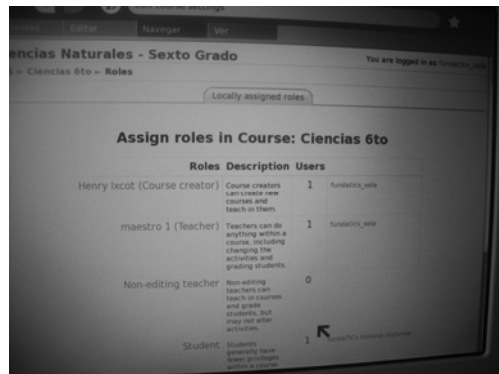 Editar Navegar Ver
encias Naturales - Sexto Grado
You are logged in as fundatics_xela
Ciencias 6to ► Roles
Locally assigned roles
Assign roles in Course: Ciencias 6to
Roles Description Users
Henry Ixcot (Course creator) Course creators 1 fundatics_xela
can create new
courses and
teach in them.
maestro 1 (Teacher) Teachers can do 1 fundatics_xela
anything within a
course, including
changing the
activities and
grading students.
Non-editing teacher Non-editing 0
teachers can
teach in courses
and grade
students, but
may not alter
activities.
Student Students 1
generally have
fewer privileges
within a course